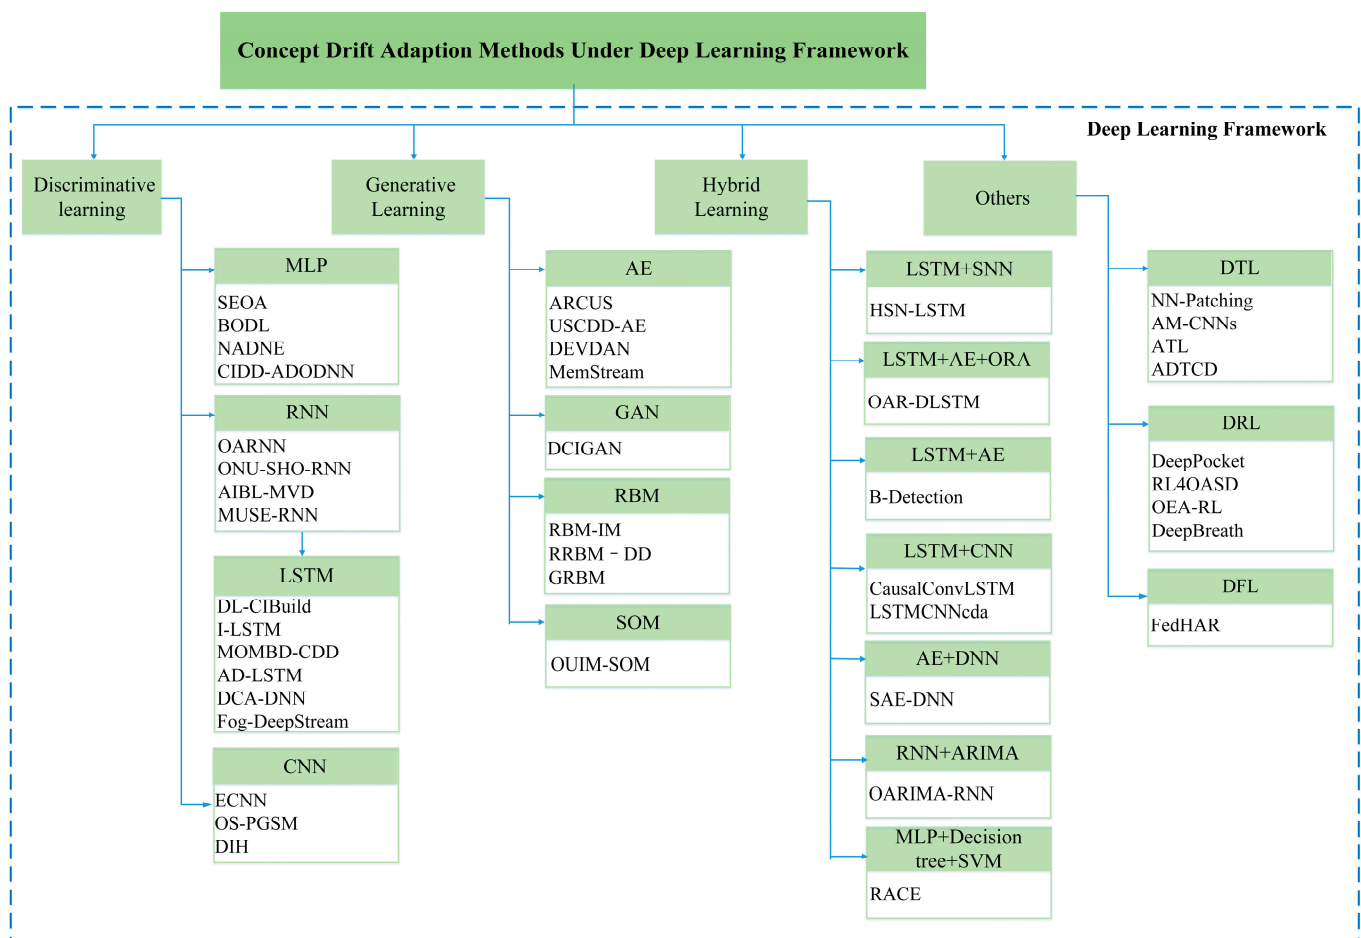 Concept Drift Adaption Methods Under Deep Learning Framework
Deep Learning Framework
Discriminative
learning
MLP
SEOA
BODL
NADNE
CIDD-ADODNN
RNN
OARNN
ONU-SHO-RNN
AIBL-MVD
MUSE-RNN
LSTM
DL-CIBuild
I-LSTM
MOMBD-CDD
AD-LSTM
DCA-DNN
Fog-DeepStream
CNN
ECNN
OS-PGSM
DIH
Generative
Learning
AE
ARCUS
USCDD-AE
DEVDAN
MemStream
GAN
DCIGAN
RBM
RBM-IM
RRBM－DD
GRBM
SOM
OUIM-SOM
Hybrid
Learning
LSTM+SNN
HSN-LSTM
LSTM+AE+ORA
OAR-DLSTM
LSTM+AE
B-Detection
LSTM+CNN
CausalConvLSTM
LSTMCNNcda
AE+DNN
SAE-DNN
RNN+ARIMA
OARIMA-RNN
MLP+Decision
tree+SVM
RACE
Others
DTL
NN-Patching
AM-CNNs
ATL
ADTCD
DRL
DeepPocket
RL4OASD
OEA-RL
DeepBreath
DFL
FedHAR